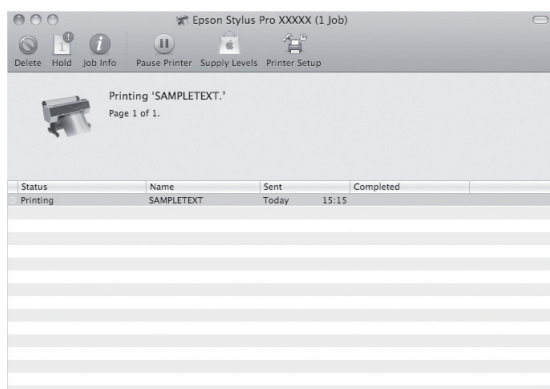 Epson Stylus Pro XXXXX (1 Job)
1
Delete Hold Job Info Pause Printer Supply Levels Printer Setup
Printing 'SAMPLETEXT.'
Page 1 of 1.
Status Name Sent Completed
Printing SAMPLETEXT Today 15:15